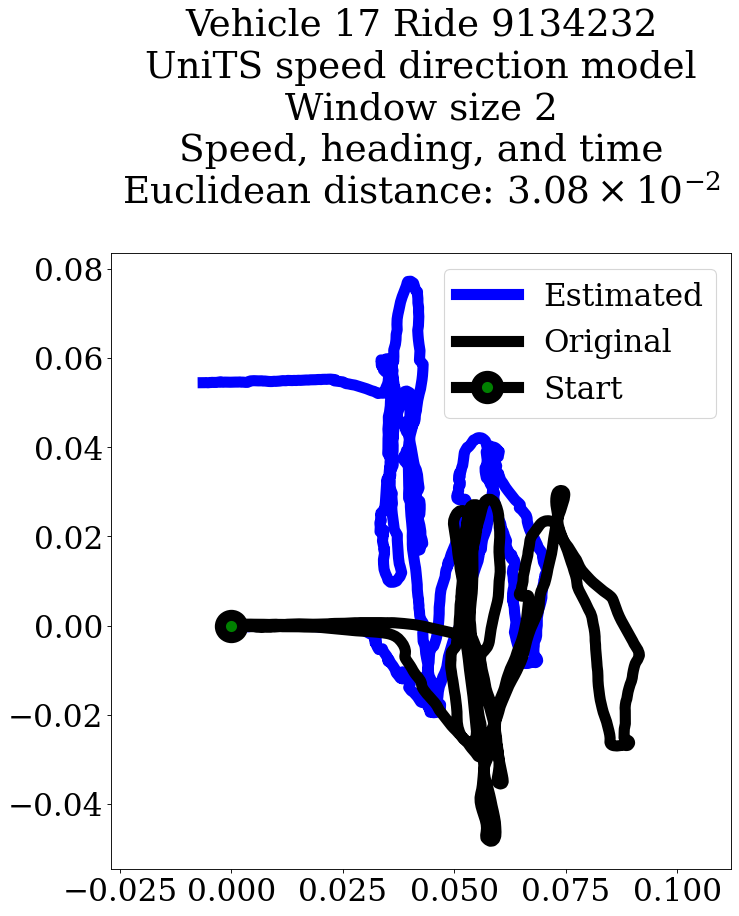 Vehicle 17 Ride 9134232
UniTS speed direction model
Window size 2
Speed, heading, and time
Euclidean distance: 3.08 × 10⁻²
0.08
0.06
0.04
0.02
0.00
−0.02
−0.04
Estimated
Original
Start
−0.025 0.000 0.025 0.050 0.075 0.100